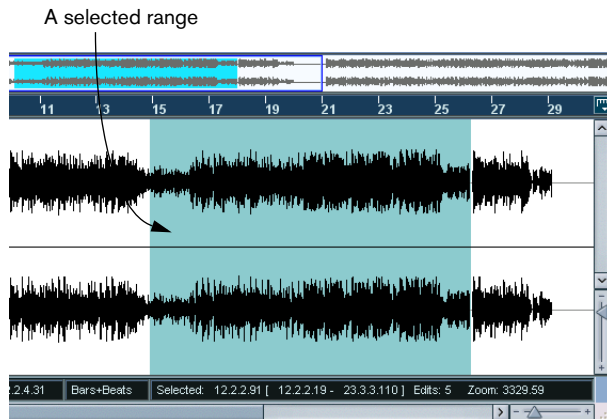 A selected range
11 13 15 17 19 21 23 25 27 29
2.2.4.31 Bars+Beats Selected: 12.2.2.91 [ 12.2.2.19 - 23.3.3.110 ] Edits: 5 Zoom: 3329.59